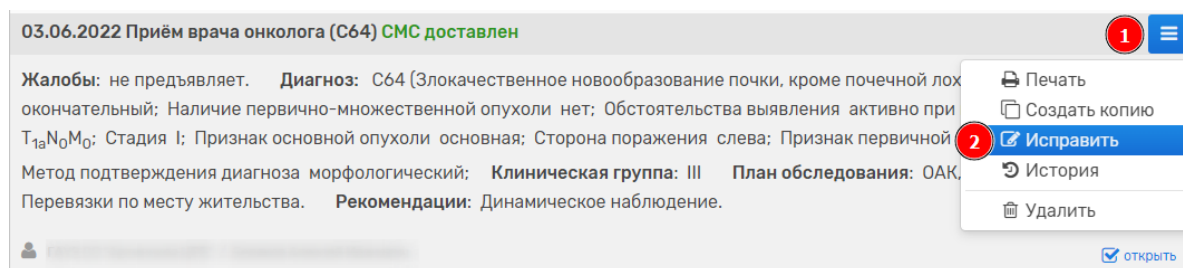 03.06.2022 Приём врача онколога (C64) СМС доставлен
1
Жалобы: не предъявляет. Диагноз: C64 (Злокачественное новообразование почки, кроме почечной лох
окончательный; Наличие первично-множественной опухоли нет; Обстоятельства выявления активно при
T1aN0M0; Стадия I; Признак основной опухоли основная; Сторона поражения слева; Признак первичной
Метод подтверждения диагноза морфологический; Клиническая группа: III План обследования: ОАК,
Перевязки по месту жительства. Рекомендации: Динамическое наблюдение.
Печать
Создать копию
2 Исправить
История
Удалить
открыть